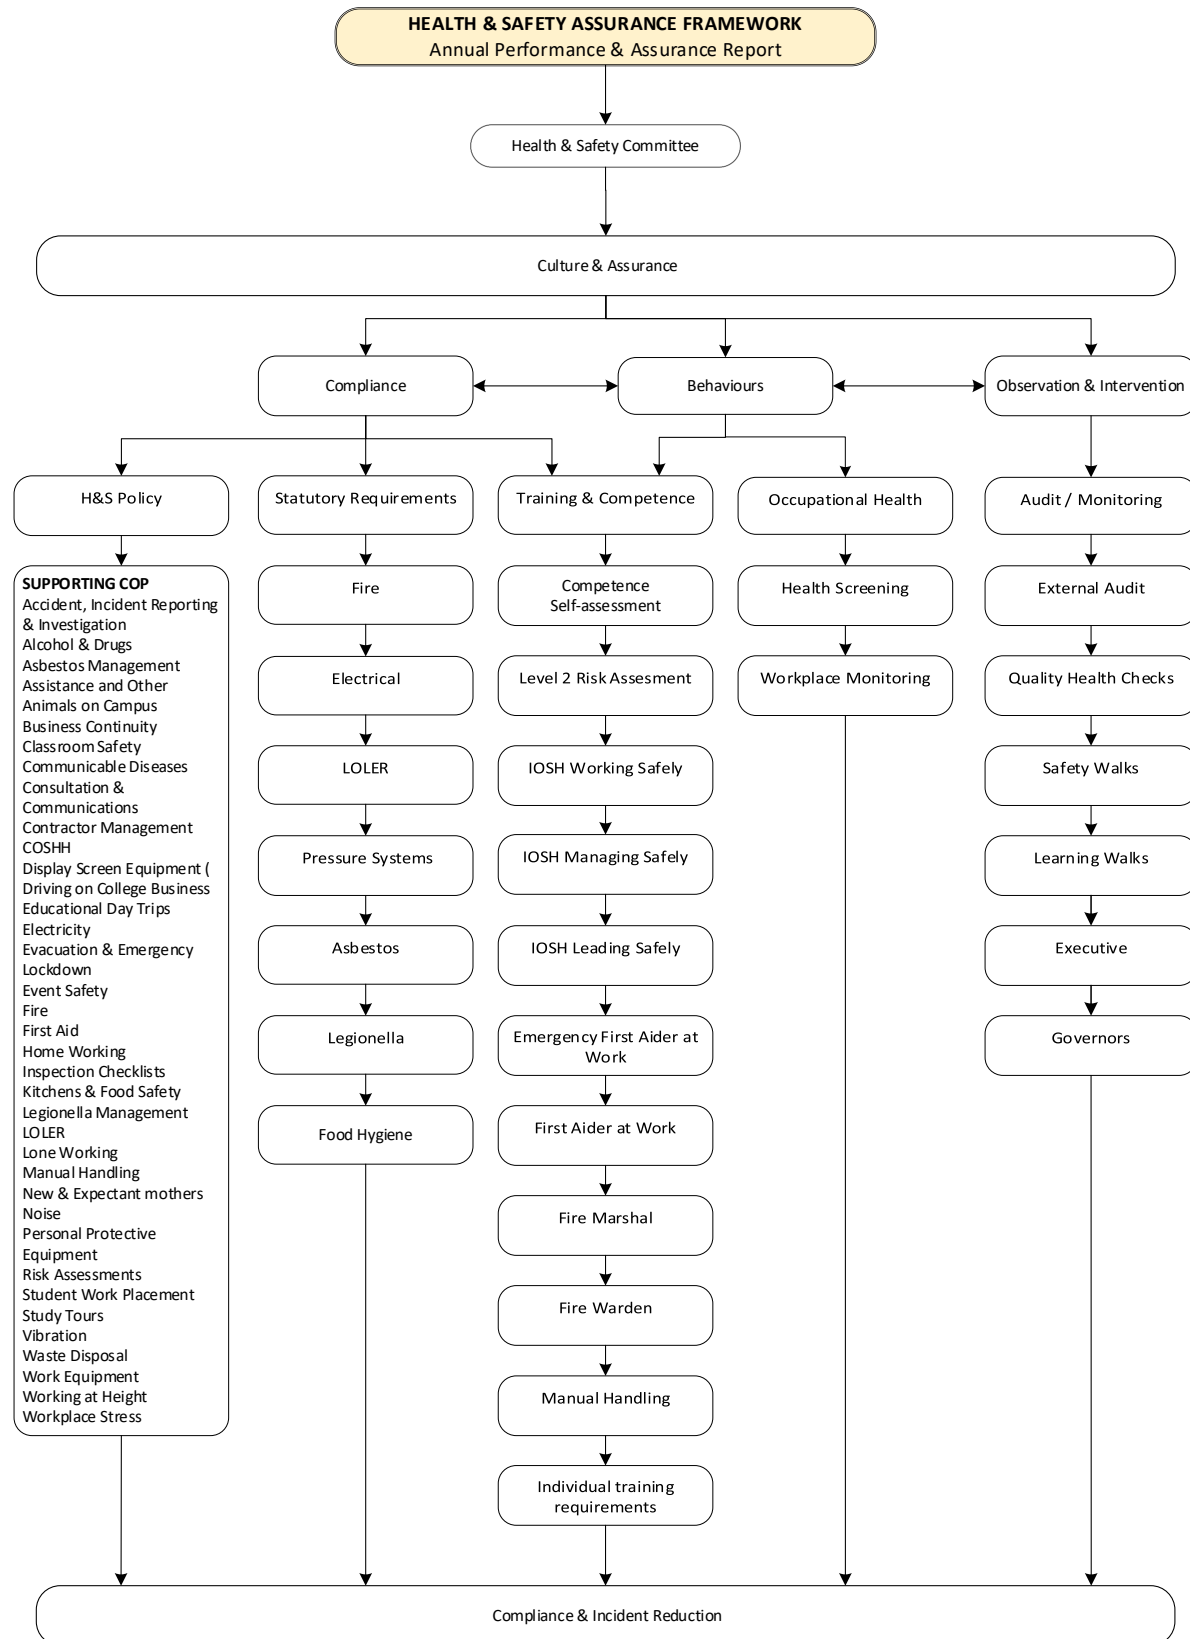 HEALTH & SAFETY ASSURANCE FRAMEWORK
Annual Performance & Assurance Report
Health & Safety Committee
Culture & Assurance
Compliance
Behaviours
Observation & Intervention
H&S Policy
Statutory Requirements
Training & Competence
Occupational Health
Audit / Monitoring
SUPPORTING COP
Accident, Incident Reporting
& Investigation
Alcohol & Drugs
Asbestos Management
Assistance and Other
Animals on Campus
Business Continuity
Classroom Safety
Communicable Diseases
Consultation &
Communications
Contractor Management
COSHH
Display Screen Equipment (
Driving on College Business
Educational Day Trips
Electricity
Evacuation & Emergency
Lockdown
Event Safety
Fire
First Aid
Home Working
Inspection Checklists
Kitchens & Food Safety
Legionella Management
LOLER
Lone Working
Manual Handling
New & Expectant mothers
Noise
Personal Protective
Equipment
Risk Assessments
Student Work Placement
Study Tours
Vibration
Waste Disposal
Work Equipment
Working at Height
Workplace Stress
Fire
Electrical
LOLER
Pressure Systems
Asbestos
Legionella
Food Hygiene
Competence
Self-assessment
Level 2 Risk Assesment
IOSH Working Safely
IOSH Managing Safely
IOSH Leading Safely
Emergency First Aider at
Work
First Aider at Work
Fire Marshal
Fire Warden
Manual Handling
Individual training
requirements
Health Screening
Workplace Monitoring
External Audit
Quality Health Checks
Safety Walks
Learning Walks
Executive
Governors
Compliance & Incident Reduction